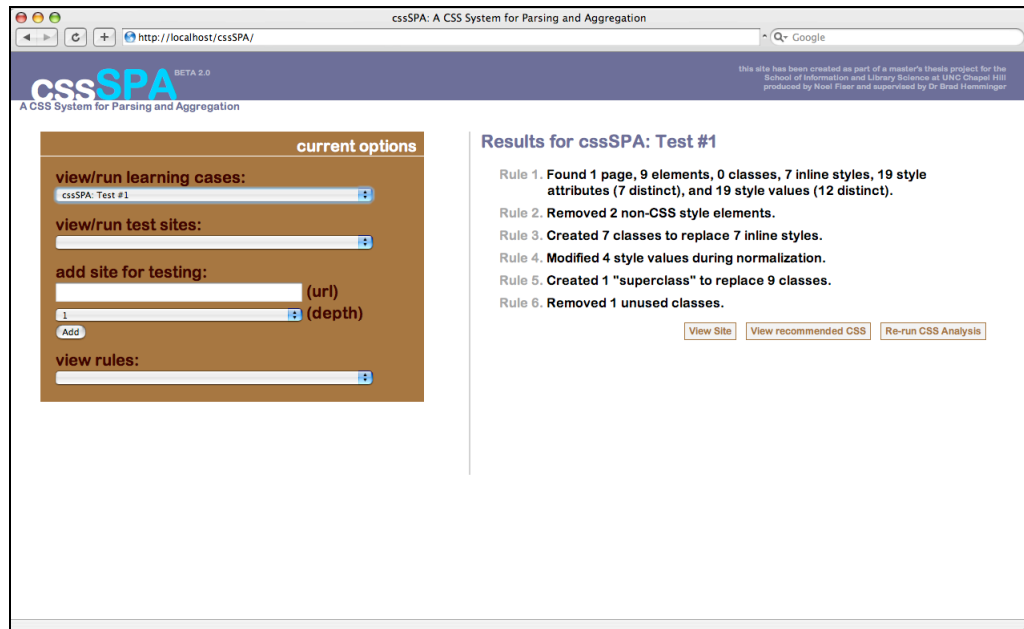 cssSPA: A CSS System for Parsing and Aggregation
http://localhost/cssSPA/
Google
cssSPA BETA 2.0
A CSS System for Parsing and Aggregation
this site has been created as part of a master's thesis project for the
School of Information and Library Science at UNC Chapel Hill
produced by Noel Fiser and supervised by Dr Brad Hemminger
current options
view/run learning cases:
cssSPA: Test #1
view/run test sites:
add site for testing:
(url)
1 (depth)
Add
view rules:
Results for cssSPA: Test #1
Rule 1. Found 1 page, 9 elements, 0 classes, 7 inline styles, 19 style
attributes (7 distinct), and 19 style values (12 distinct).
Rule 2. Removed 2 non-CSS style elements.
Rule 3. Created 7 classes to replace 7 inline styles.
Rule 4. Modified 4 style values during normalization.
Rule 5. Created 1 "superclass" to replace 9 classes.
Rule 6. Removed 1 unused classes.
View Site View recommended CSS Re-run CSS Analysis